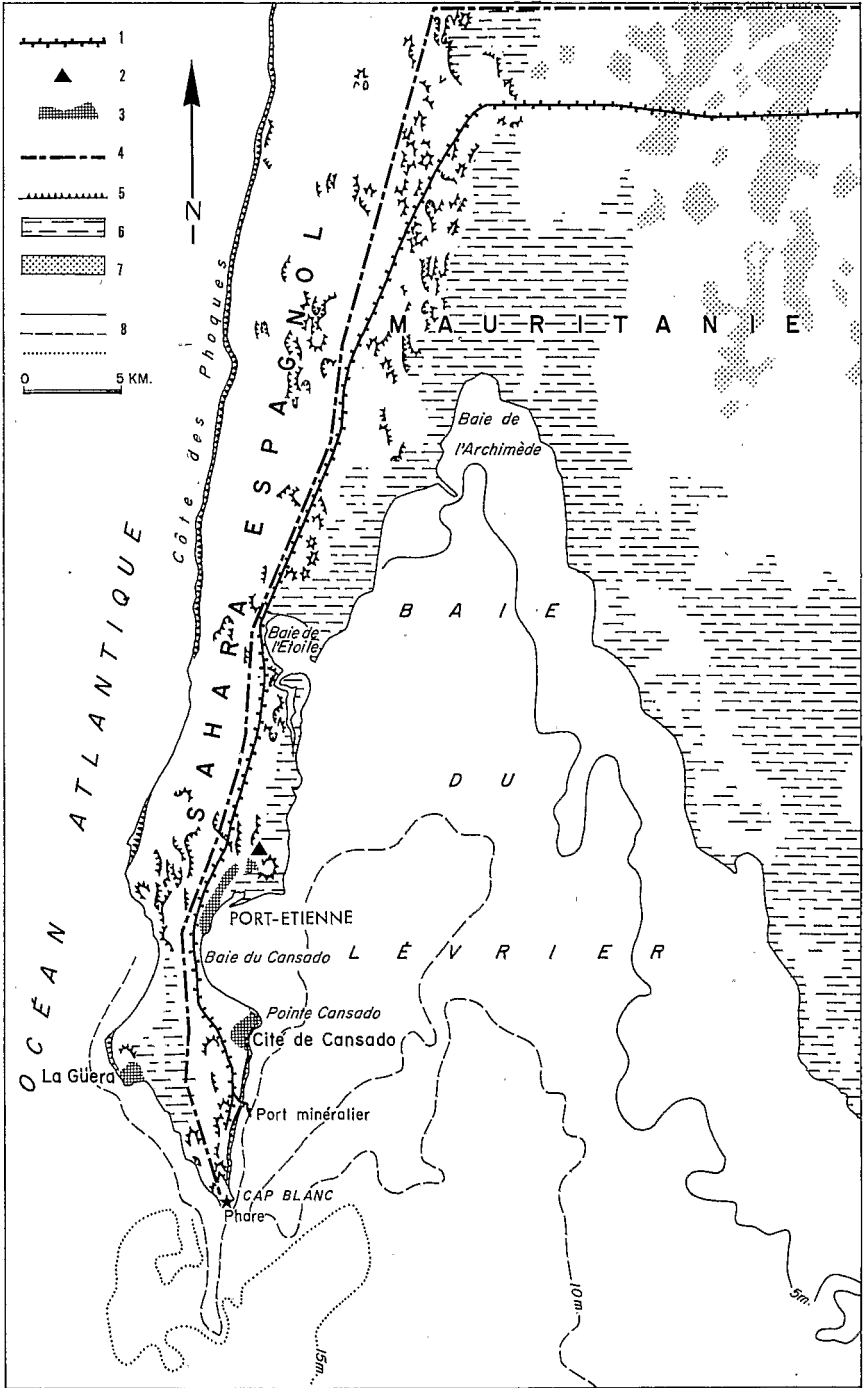 1
2
3
4
5
6
7
8
0 5 KM.
N
Côte des Phoques
OCÉAN ATLANTIQUE
SAHARA ESPAGNOL
MAURITANIE
Baie de
l'Archimède
BAIE
DU
LÉVRIER
Baie de
l'Etoile
PORT-ETIENNE
Baie du Cansado
Pointe Cansado
Cité de Cansado
La Güera
Port minéralier
CAP BLANC
Phare
5m.
10m.
15m.